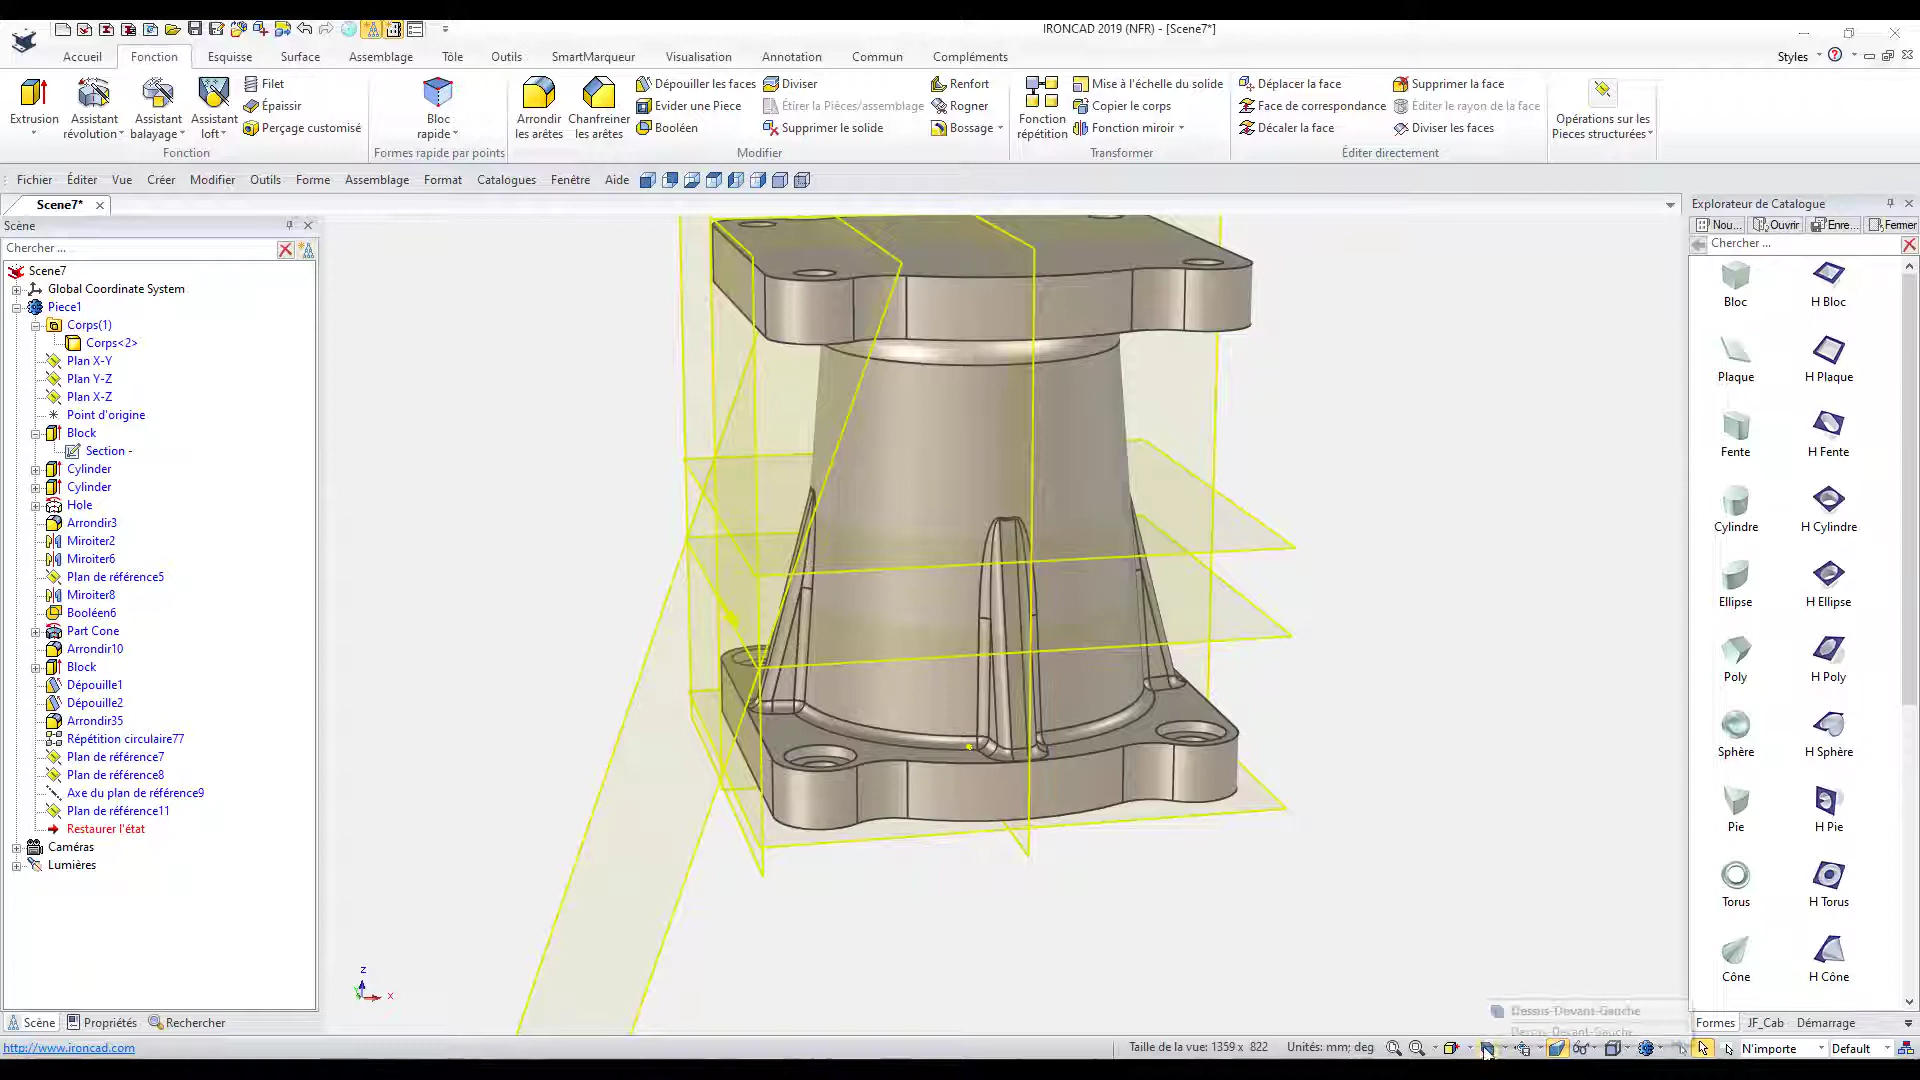 IRONCAD 2019 (NFR) - [Scene7*]
Accueil Fonction Esquisse Surface Assemblage Tôle Outils SmartMarqueur Visualisation Annotation Commun Compléments Styles
Extrusion
Assistant révolution
Assistant balayage
Assistant loft
Filet
Épaissir
Perçage customisé
Fonction
Bloc rapide
Formes rapide par points
Arrondir les arêtes
Chanfreiner les arêtes
Dépouiller les faces
Evider une Pièce
Booléen
Diviser
Étirer la Pièces/assemblage
Supprimer le solide
Renfort
Rogner
Bossage
Modifier
Fonction répétition
Mise à l'échelle du solide
Copier le corps
Fonction miroir
Transformer
Déplacer la face
Face de correspondance
Décaler la face
Supprimer la face
Éditer le rayon de la face
Diviser les faces
Éditer directement
Opérations sur les Pieces structurées
Fichier Éditer Vue Créer Modifier Outils Forme Assemblage Format Catalogues Fenêtre Aide
Scene7*
Scène
Chercher ...
Scene7
Global Coordinate System
Piece1
Corps(1)
Corps<2>
Plan X-Y
Plan Y-Z
Plan X-Z
Point d'origine
Block
Section -
Cylinder
Cylinder
Hole
Arrondir3
Miroiter2
Miroiter6
Plan de référence5
Miroiter8
Booléen6
Part Cone
Arrondir10
Block
Dépouille1
Dépouille2
Arrondir35
Répétition circulaire77
Plan de référence7
Plan de référence8
Axe du plan de référence9
Plan de référence11
Restaurer l'état
Caméras
Lumières
Scène Propriétés Rechercher
z
x
Explorateur de Catalogue
Nou... Ouvrir Enre... Fermer
Chercher ...
Bloc H Bloc
Plaque H Plaque
Fente H Fente
Cylindre H Cylindre
Ellipse H Ellipse
Poly H Poly
Sphère H Sphère
Pie H Pie
Torus H Torus
Cône H Cône
Formes JF_Cab Démarrage
Dessus-Devant-Gauche
Dessus-Devant-Gauche
http://www.ironcad.com
Taille de la vue: 1359 x 822 Unités: mm; deg N'importe Default